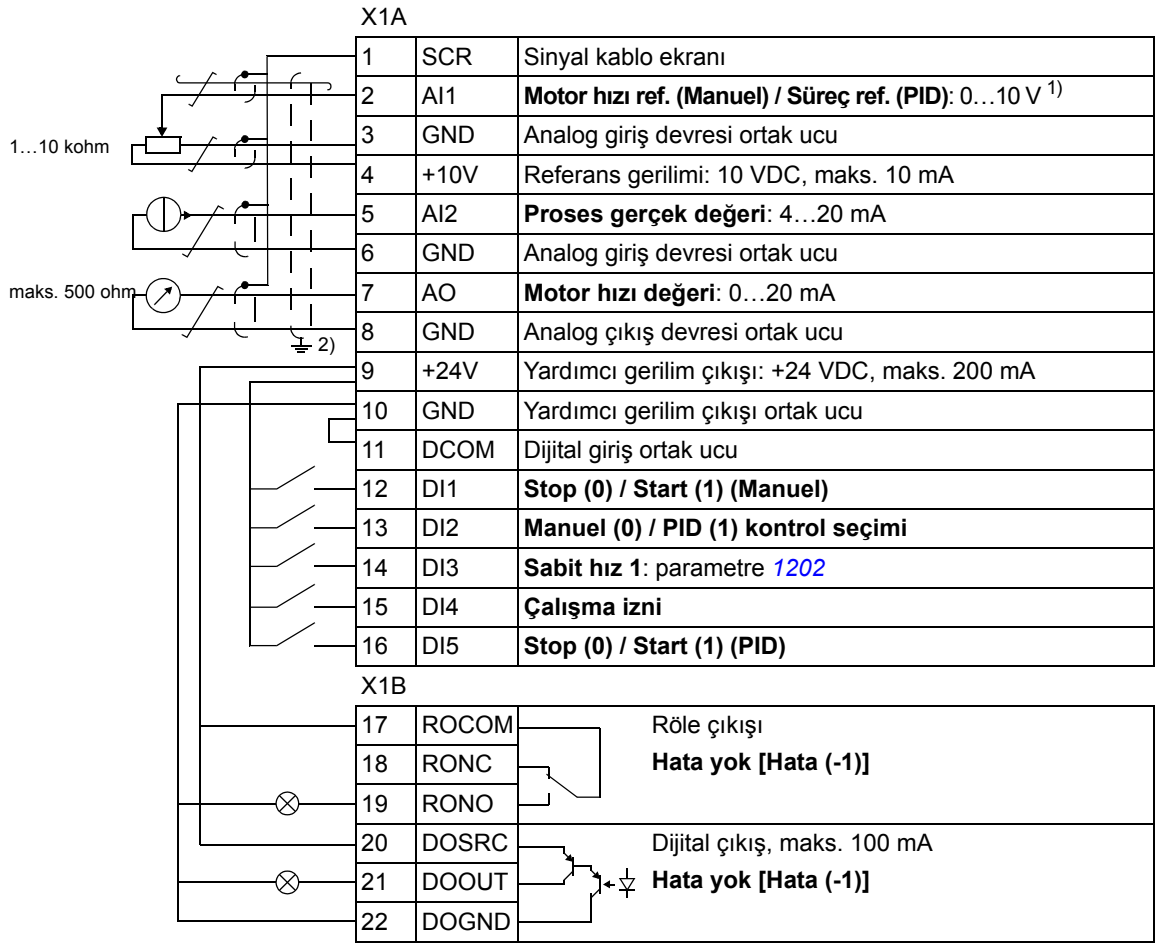 X1A
1 SCR Sinyal kablo ekranı
2 AI1 Motor hızı ref. (Manuel) / Süreç ref. (PID): 0…10 V 1)
1…10 kohm
3 GND Analog giriş devresi ortak ucu
4 +10V Referans gerilimi: 10 VDC, maks. 10 mA
5 AI2 Proses gerçek değeri: 4…20 mA
6 GND Analog giriş devresi ortak ucu
maks. 500 ohm
7 AO Motor hızı değeri: 0…20 mA
8 GND Analog çıkış devresi ortak ucu
2)
9 +24V Yardımcı gerilim çıkışı: +24 VDC, maks. 200 mA
10 GND Yardımcı gerilim çıkışı ortak ucu
11 DCOM Dijital giriş ortak ucu
12 DI1 Stop (0) / Start (1) (Manuel)
13 DI2 Manuel (0) / PID (1) kontrol seçimi
14 DI3 Sabit hız 1: parametre 1202
15 DI4 Çalışma izni
16 DI5 Stop (0) / Start (1) (PID)
X1B
17 ROCOM Röle çıkışı
18 RONC Hata yok [Hata (-1)]
19 RONO
20 DOSRC Dijital çıkış, maks. 100 mA
21 DOOUT Hata yok [Hata (-1)]
22 DOGND